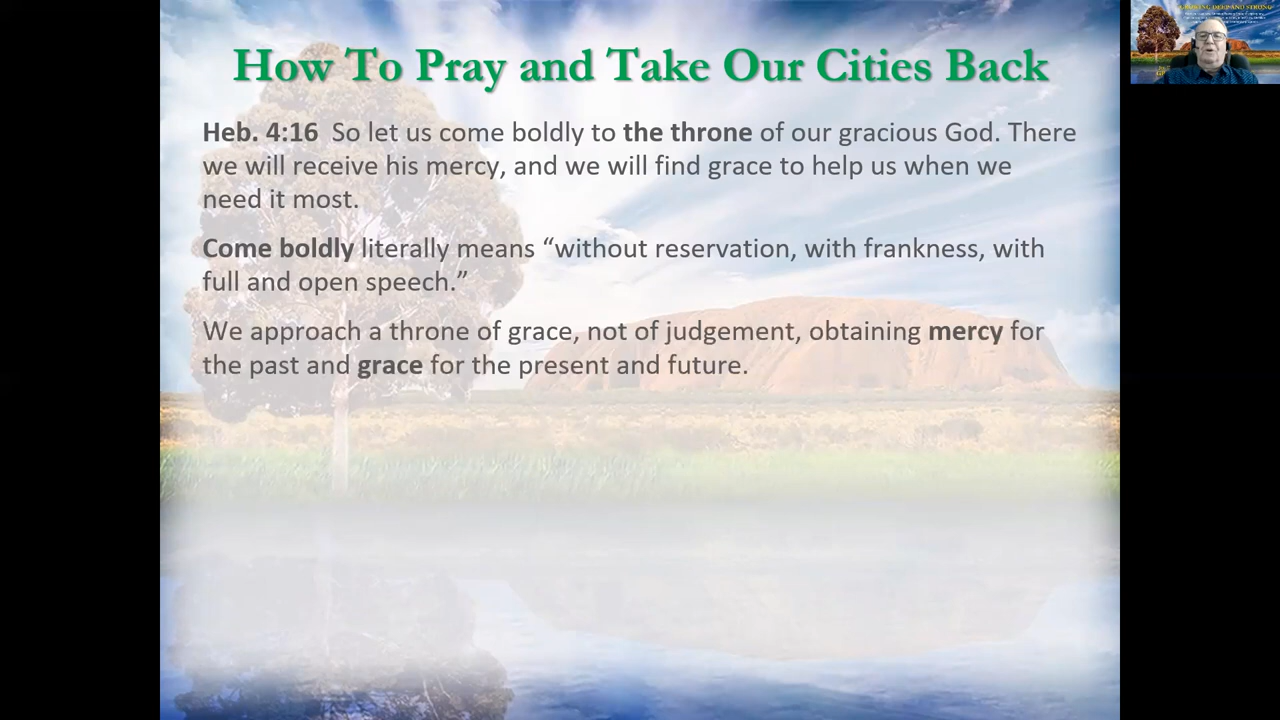 How To Pray and Take Our Cities Back
Heb. 4:16 So let us come boldly to the throne of our gracious God. There
we will receive his mercy, and we will find grace to help us when we
need it most.
Come boldly literally means “without reservation, with frankness, with
full and open speech.”
We approach a throne of grace, not of judgement, obtaining mercy for
the past and grace for the present and future.
DEEP AND STRONG